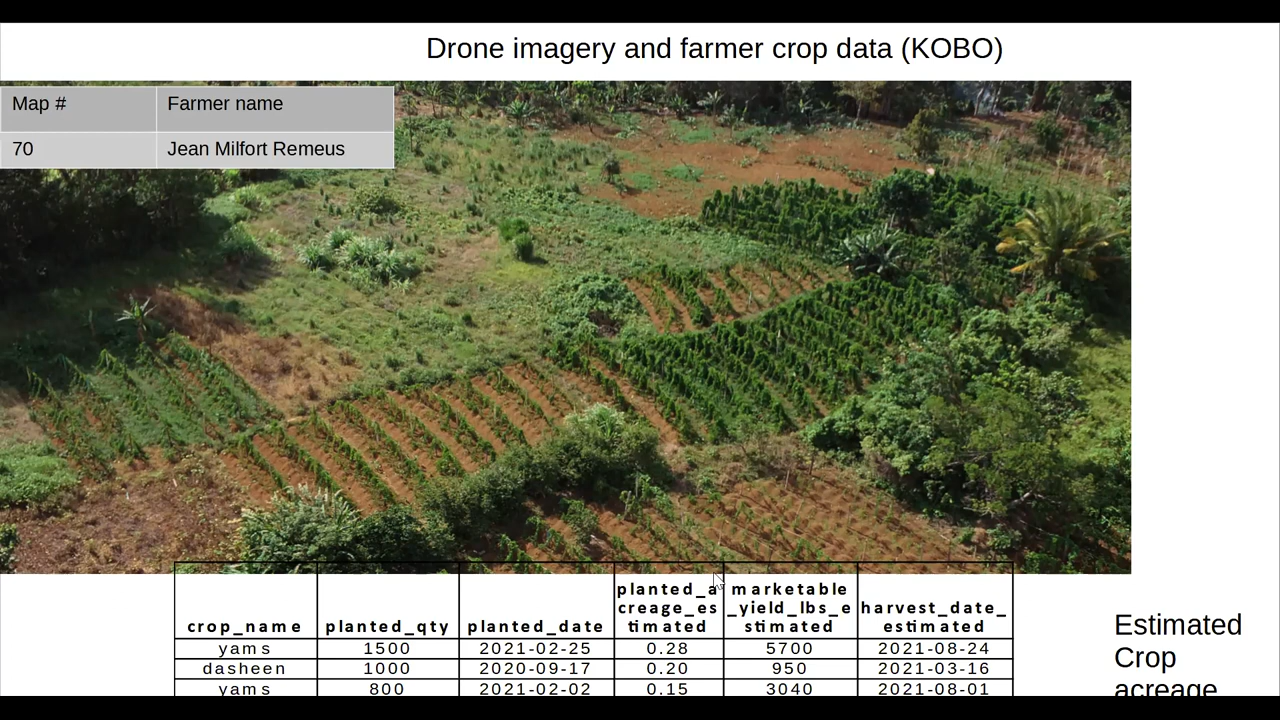 Drone imagery and farmer crop data (KOBO)
Map # Farmer name
70 Jean Milfort Remeus
crop_name planted_qty planted_date planted_acreage_estimated marketable_yield_lbs_estimated harvest_date_estimated
yams 1500 2021-02-25 0.28 5700 2021-08-24
dasheen 1000 2020-09-17 0.20 950 2021-03-16
yams 800 2021-02-02 0.15 3040 2021-08-01
Estimated
Crop
acreage